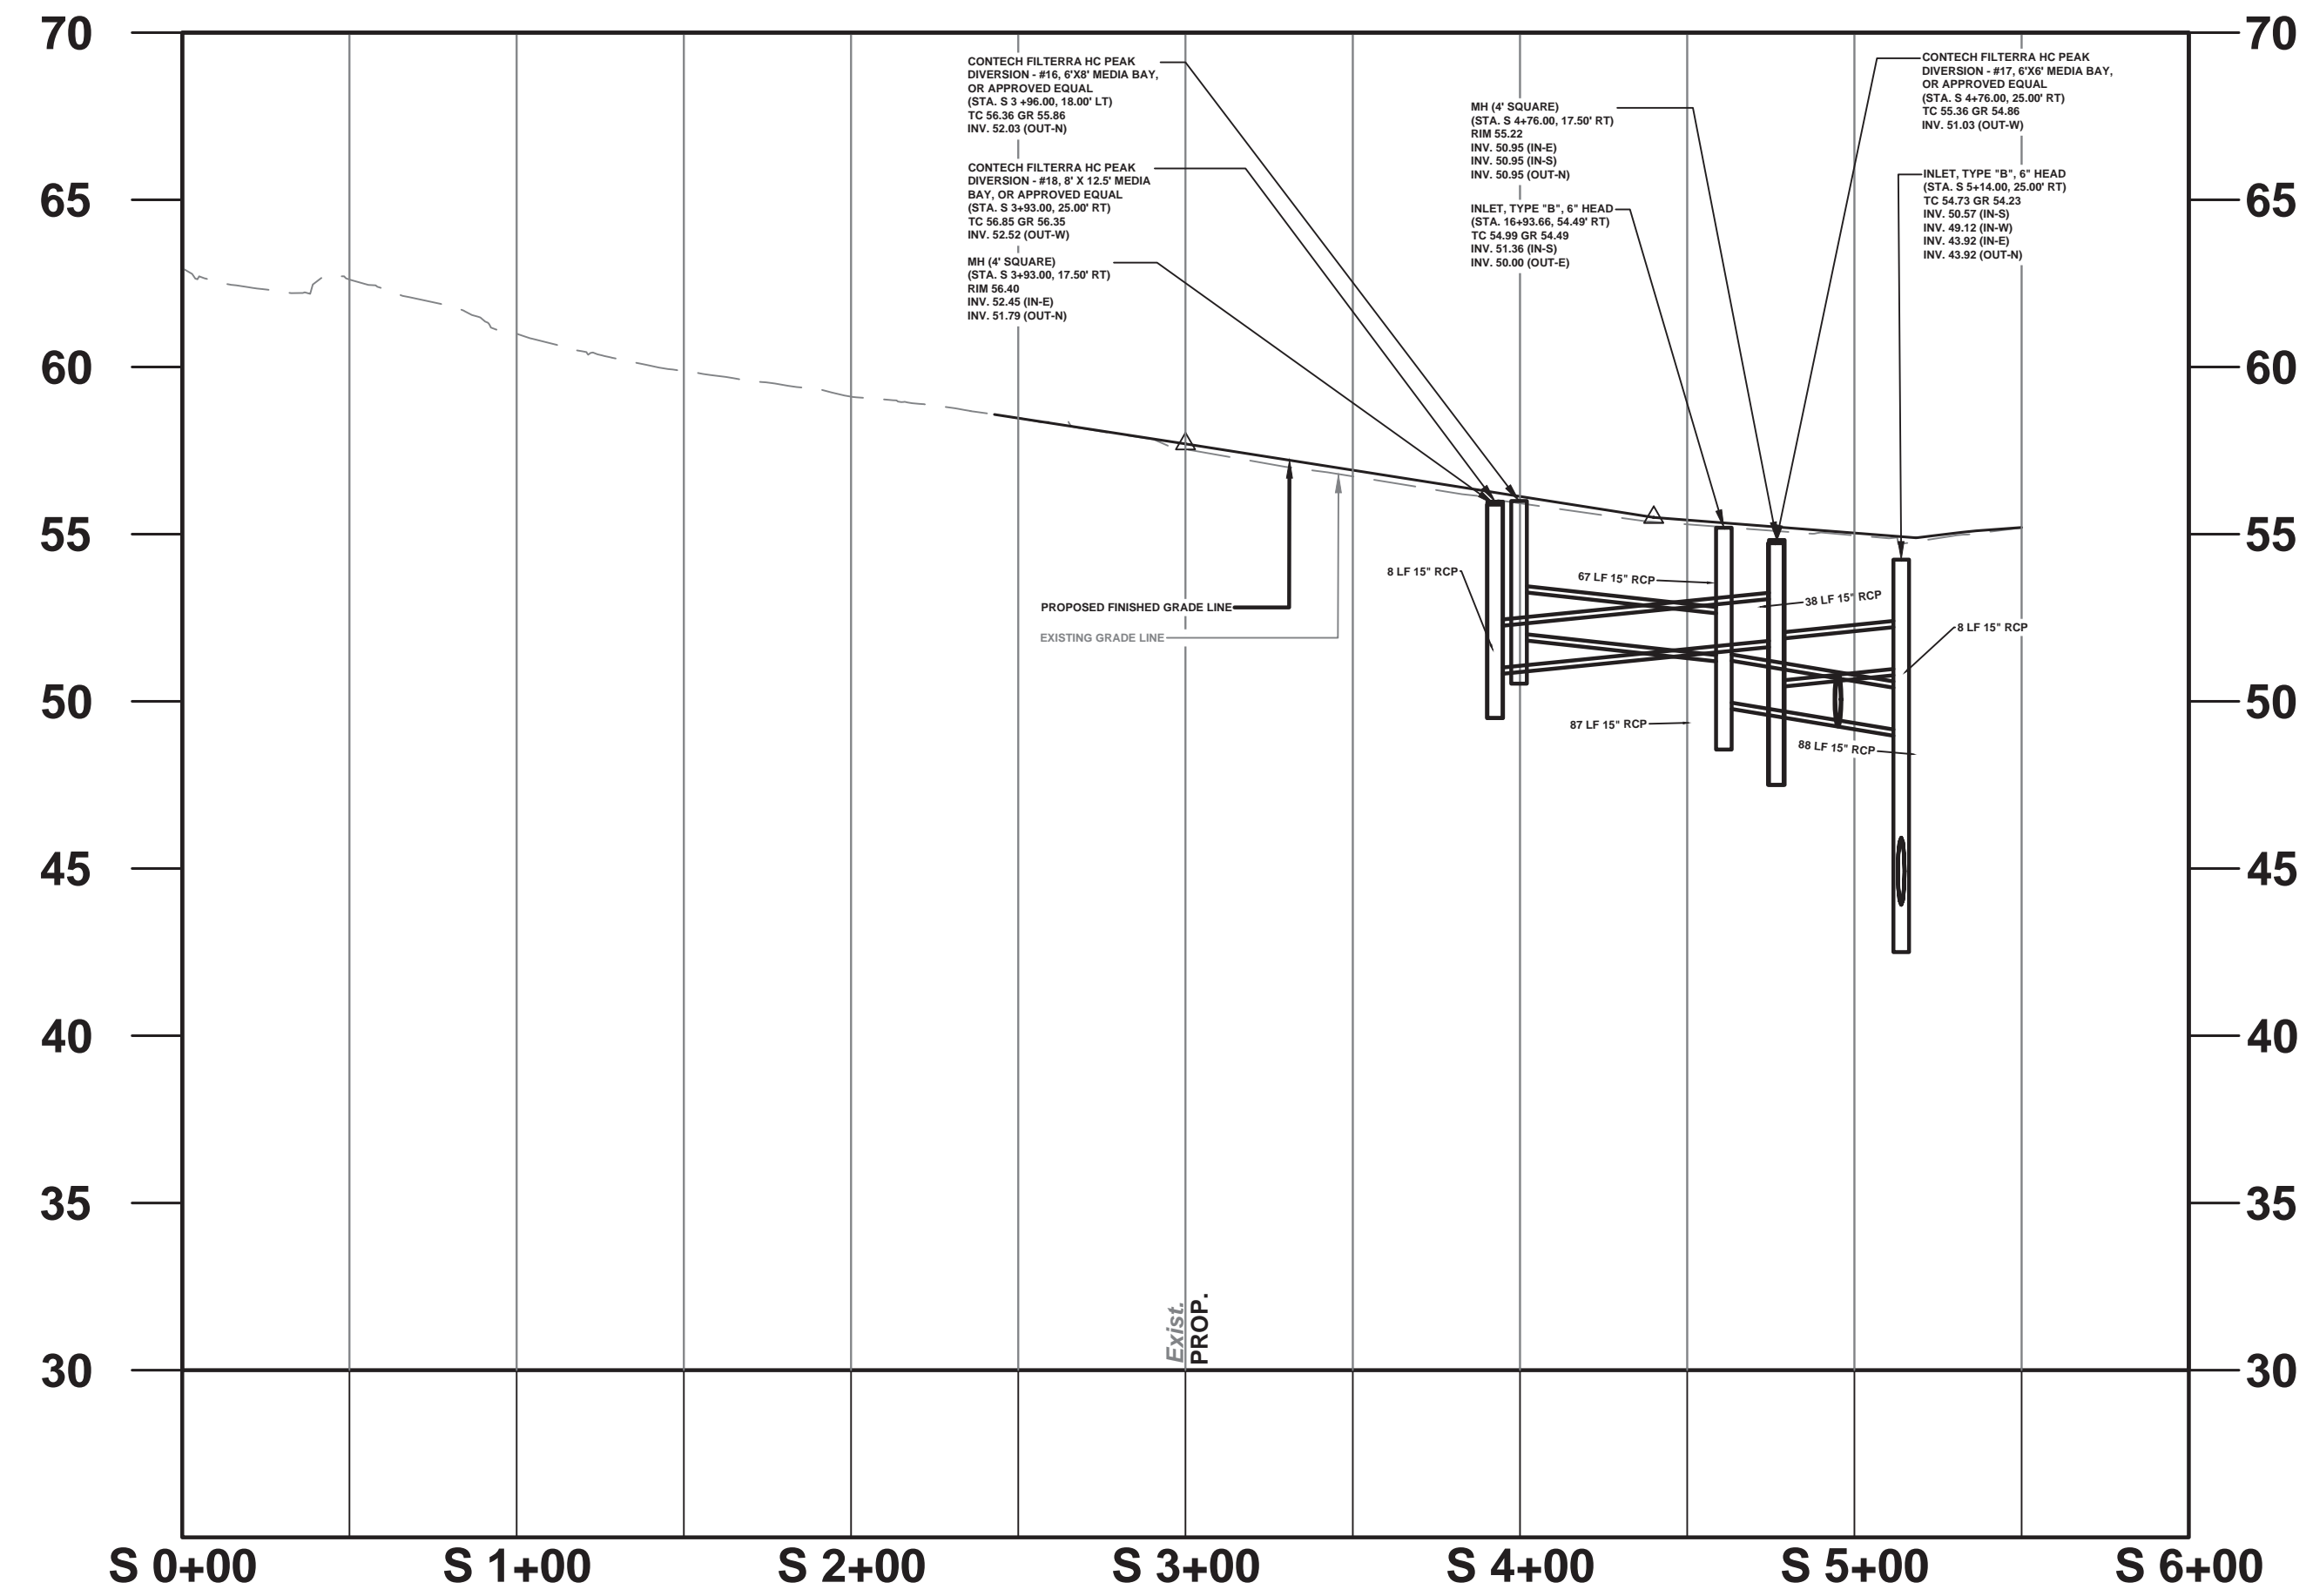 70
65
60
55
50
45
40
35
30
70
65
60
55
50
45
40
35
30
CONTECH FILTERRA HC PEAK
DIVERSION - #16, 6'X8' MEDIA BAY,
OR APPROVED EQUAL
(STA. S 3 +96.00, 18.00' LT)
TC 56.36 GR 55.86
INV. 52.03 (OUT-N)
CONTECH FILTERRA HC PEAK
DIVERSION - #18, 8' X 12.5' MEDIA
BAY, OR APPROVED EQUAL
(STA. S 3+93.00, 25.00' RT)
TC 56.85 GR 56.35
INV. 52.52 (OUT-W)
MH (4' SQUARE)
(STA. S 3+93.00, 17.50' RT)
RIM 56.40
INV. 52.45 (IN-E)
INV. 51.79 (OUT-N)
MH (4' SQUARE)
(STA. S 4+76.00, 17.50' RT)
RIM 55.22
INV. 50.95 (IN-E)
INV. 50.95 (IN-S)
INV. 50.95 (OUT-N)
INLET, TYPE "B", 6" HEAD
(STA. 16+93.66, 54.49' RT)
TC 54.99 GR 54.49
INV. 51.36 (IN-S)
INV. 50.00 (OUT-E)
CONTECH FILTERRA HC PEAK
DIVERSION - #17, 6'X6' MEDIA BAY,
OR APPROVED EQUAL
(STA. S 4+76.00, 25.00' RT)
TC 55.36 GR 54.86
INV. 51.03 (OUT-W)
INLET, TYPE "B", 6" HEAD
(STA. S 5+14.00, 25.00' RT)
TC 54.73 GR 54.23
INV. 50.57 (IN-S)
INV. 49.12 (IN-W)
INV. 43.92 (IN-E)
INV. 43.92 (OUT-N)
8 LF 15" RCP
67 LF 15" RCP
38 LF 15" RCP
8 LF 15" RCP
87 LF 15" RCP
88 LF 15" RCP
PROPOSED FINISHED GRADE LINE
EXISTING GRADE LINE
Exist.
PROP.
S 0+00
S 1+00
S 2+00
S 3+00
S 4+00
S 5+00
S 6+00